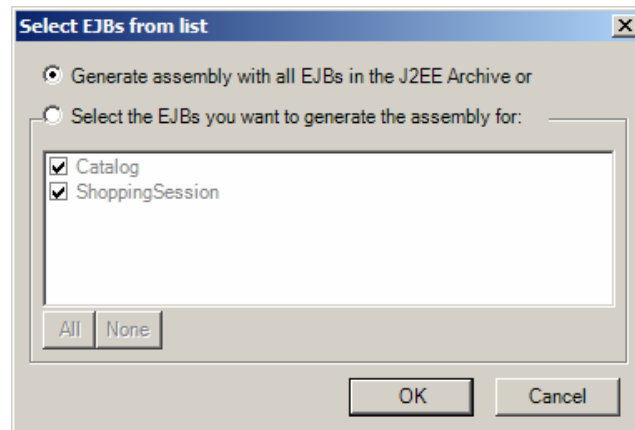 Select EJBs from list
Generate assembly with all EJBs in the J2EE Archive or
Select the EJBs you want to generate the assembly for:
Catalog
ShoppingSession
All None
OK Cancel